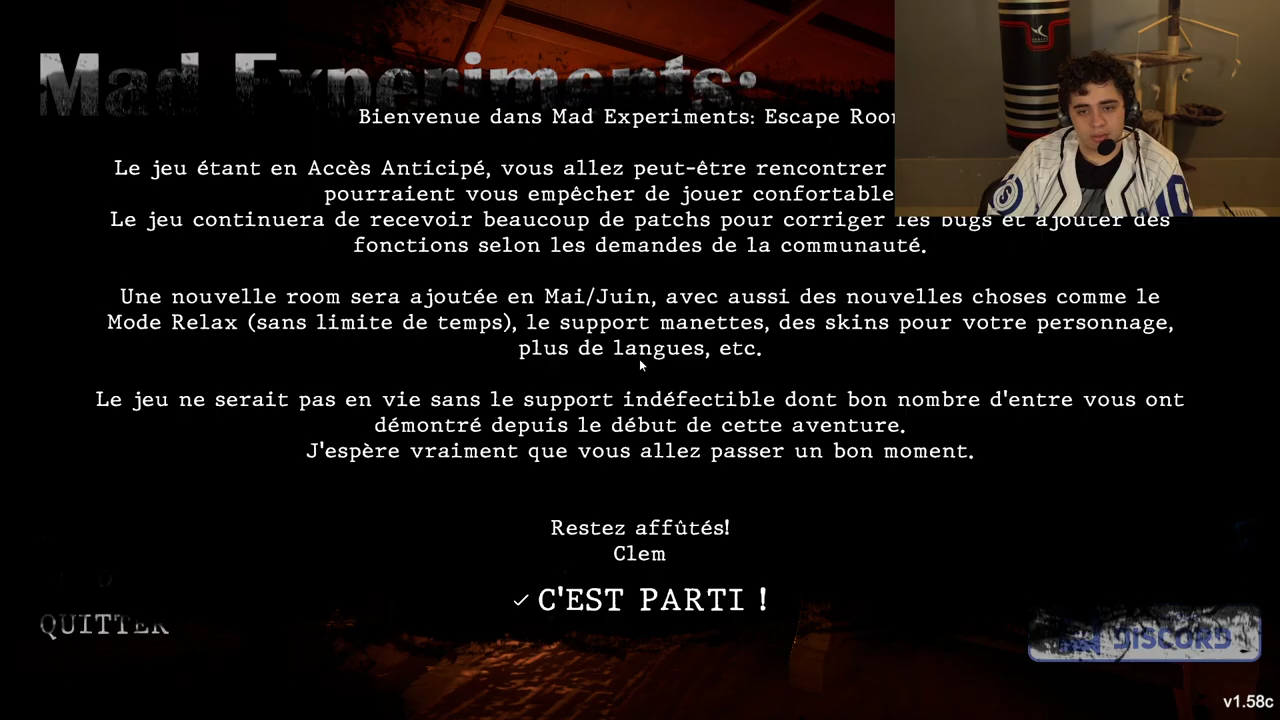 Mad Experiments:
Bienvenue dans Mad Experiments: Escape
Le jeu étant en Accès Anticipé, vous allez peut-être rencontrer
pourraient vous empêcher de jouer
Le jeu continuera de recevoir beaucoup de patchs pour corriger les bugs et ajouter des
fonctions selon les demandes de la communauté.
Une nouvelle room sera ajoutée en Mai/Juin, avec aussi des nouvelles choses comme le
Mode Relax (sans limite de temps), le support manettes, des skins pour votre personnage,
plus de langues, etc.
Le jeu ne serait pas en vie sans le support indéfectible dont bon nombre d'entre vous ont
démontré depuis le début de cette aventure.
J'espère vraiment que vous allez passer un bon moment.
Restez affûtés!
Clem
C'EST PARTI !
QUITTER
DISCORD
v1.58c